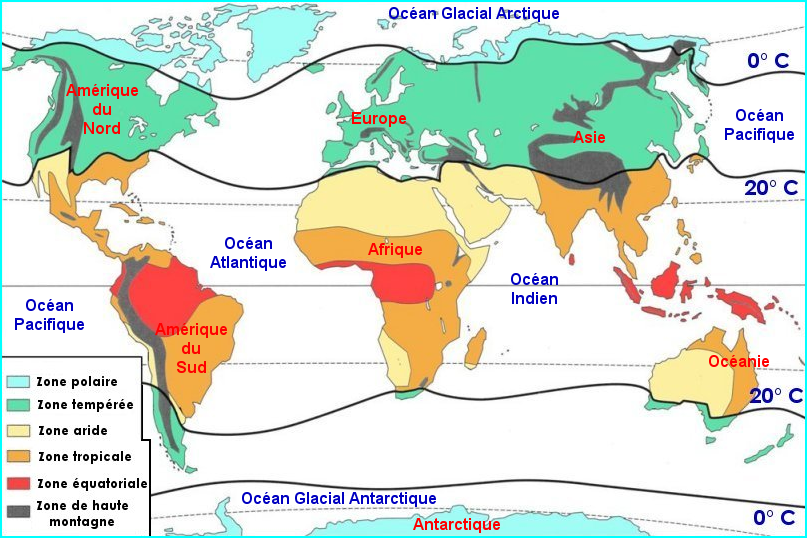 Océan Glacial Arctique
0° C
Amérique
du
Nord
Europe
Asie
Océan
Pacifique
20° C
Océan
Atlantique
Afrique
Océan
Indien
Océan
Pacifique
Amérique
du
Sud
Océanie
20° C
Zone polaire
Zone tempérée
Zone aride
Zone tropicale
Zone équatoriale
Zone de haute
montagne
Océan Glacial Antarctique
Antarctique
0° C